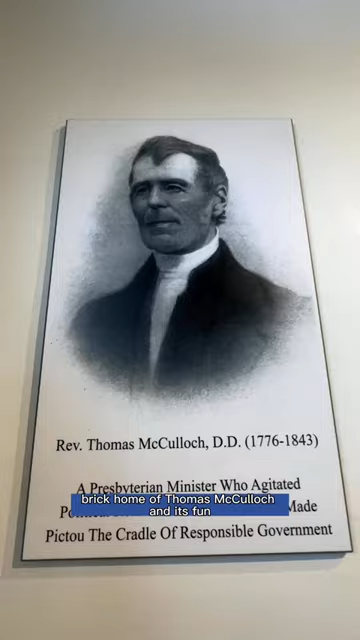 Rev. Thomas McCulloch, D.D. (1776-1843)
A Presbyterian Minister Who Agitated
Made
Pictou The Cradle Of Responsible Government
brick home of Thomas McCulloch
and its fun